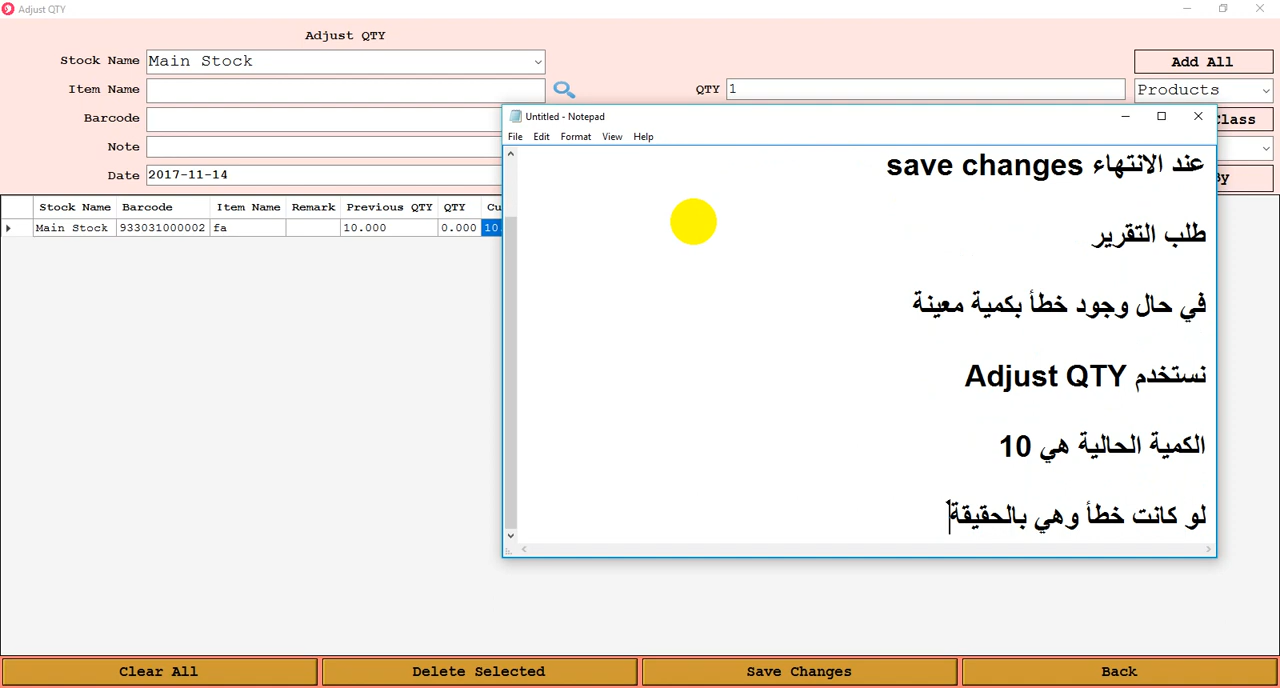 Adjust QTY
Adjust QTY
Stock Name Main Stock
Add All
Item Name
QTY 1
Products
Barcode
Class
Note
Date 2017-11-14
By
Stock Name Barcode Item Name Remark Previous QTY QTY Cu
Main Stock 933031000002 fa 10.000 0.000 10.
Untitled - Notepad
File Edit Format View Help
عند الانتهاء save changes
طلب التقرير
في حال وجود خطأ بكمية معينة
نستخدم Adjust QTY
الكمية الحالية هي 10
لو كانت خطأ وهي بالحقيقة
Clear All Delete Selected Save Changes Back